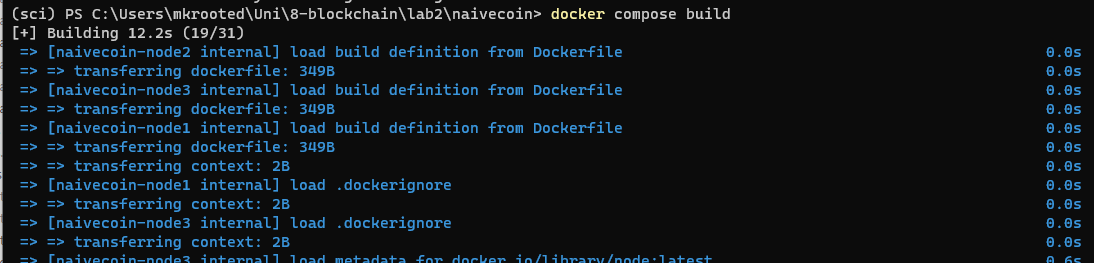 (sci) PS C:\Users\mkrooted\Uni\8-blockchain\lab2\naivecoin> docker compose build
[+] Building 12.2s (19/31)
=> [naivecoin-node2 internal] load build definition from Dockerfile 0.0s
=> => transferring dockerfile: 349B 0.0s
=> [naivecoin-node3 internal] load build definition from Dockerfile 0.0s
=> => transferring dockerfile: 349B 0.0s
=> [naivecoin-node1 internal] load build definition from Dockerfile 0.0s
=> => transferring dockerfile: 349B 0.0s
=> => transferring context: 2B 0.0s
=> [naivecoin-node1 internal] load .dockerignore 0.0s
=> => transferring context: 2B 0.0s
=> [naivecoin-node3 internal] load .dockerignore 0.0s
=> => transferring context: 2B 0.0s
=> [naivecoin-node3 internal] load metadata for docker.io/library/node:latest 0.6s